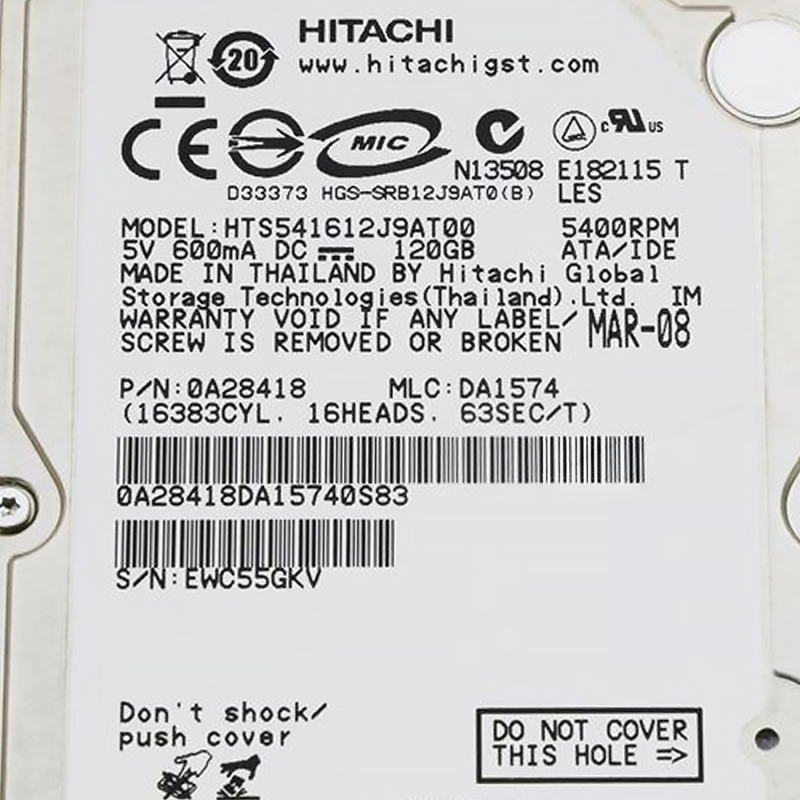 HITACHI
20
www.hitachigst.com
CE
MIC
c RU US
N13508 E182115 T
D33373 HGS-SRB12J9AT0(B) LES
MODEL:HTS541612J9AT00 5400RPM
5V 600mA DC 120GB ATA/IDE
MADE IN THAILAND BY Hitachi Global
Storage Technologies(Thailand).Ltd. IM
WARRANTY VOID IF ANY LABEL/ MAR-08
SCREW IS REMOVED OR BROKEN
P/N:0A28418 MLC:DA1574
(16383CYL. 16HEADS. 63SEC/T)
0A28418DA15740S83
S/N:EWC55GKV
Don't shock/
push cover
DO NOT COVER
THIS HOLE =>